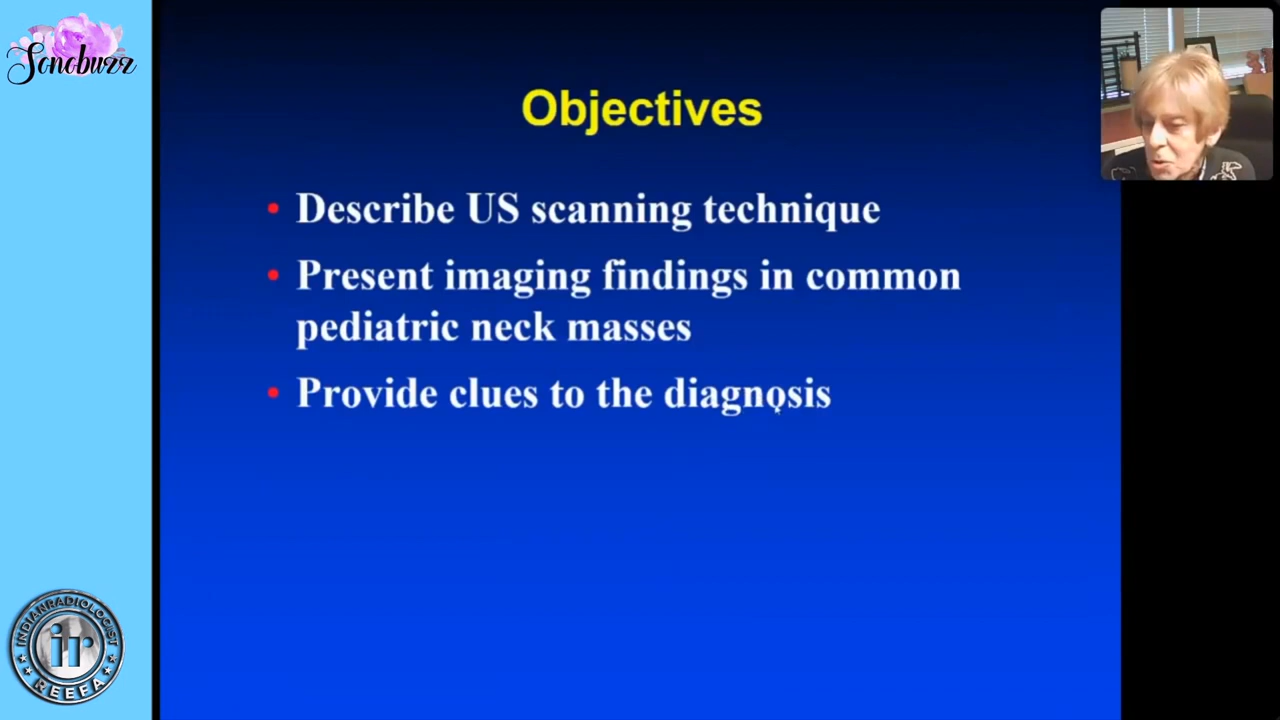 Sonobuzz
Objectives
• Describe US scanning technique
• Present imaging findings in common
pediatric neck masses
• Provide clues to the diagnosis
INDIANRADIOLOGIST
ir
REEFA